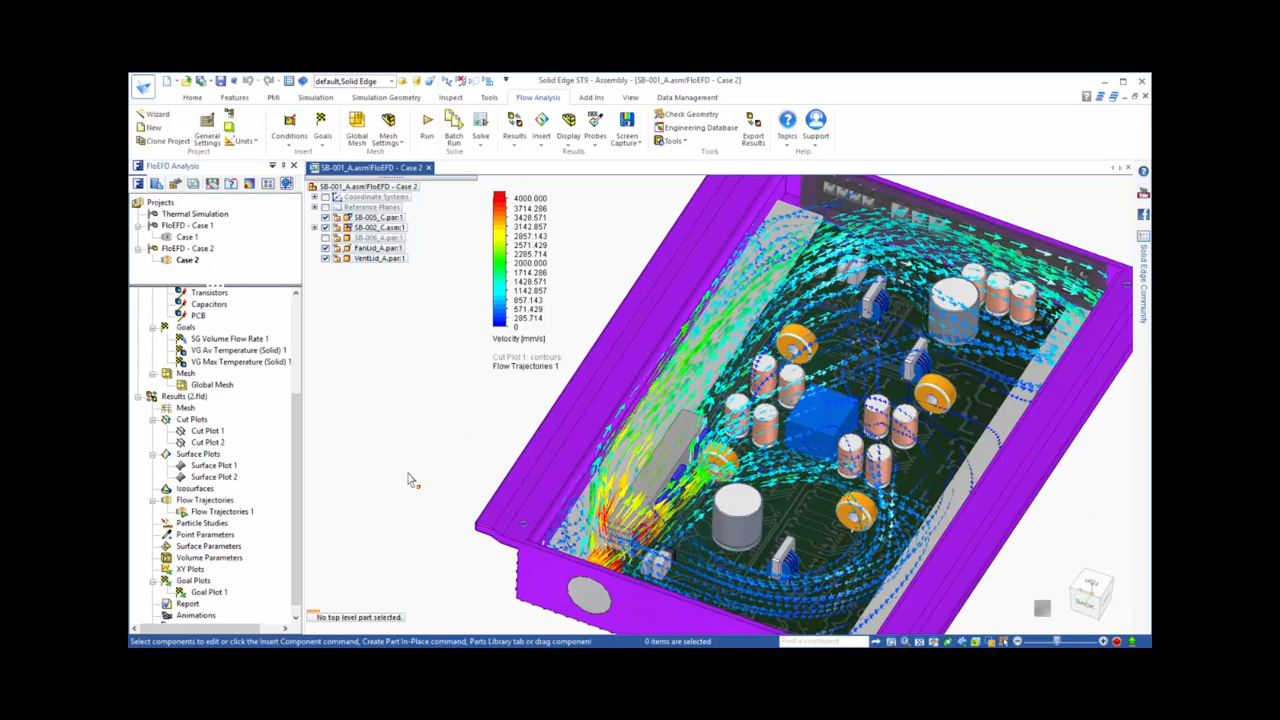 default,Solid Edge
Solid Edge ST9 - Assembly - [SB-001_A.asm!FloEFD - Case 2]
Home Features PMI Simulation Simulation Geometry Inspect Tools Flow Analysis Add Ins View Data Management
Wizard
New
Clone Project
General Settings
Units
Project
Conditions
Goals
Insert
Global Mesh
Mesh Settings
Mesh
Run
Batch Run
Solve
Solve
Results
Insert
Display
Probes
Screen Capture
Results
Check Geometry
Engineering Database
Tools
Export Results
Tools
Topics
Support
Help
FloEFD Analysis
Projects
Thermal Simulation
FloEFD - Case 1
Case 1
FloEFD - Case 2
Case 2
Transistors
Capacitors
PCB
Goals
SG Volume Flow Rate 1
VG Av Temperature (Solid) 1
VG Max Temperature (Solid) 1
Mesh
Global Mesh
Results (2.fld)
Mesh
Cut Plots
Cut Plot 1
Cut Plot 2
Surface Plots
Surface Plot 1
Surface Plot 2
Isosurfaces
Flow Trajectories
Flow Trajectories 1
Particle Studies
Point Parameters
Surface Parameters
Volume Parameters
XY Plots
Goal Plots
Goal Plot 1
Report
Animations
SB-001_A.asm!FloEFD - Case 2
SB-001_A.asm!FloEFD - Case 2
Coordinate Systems
Reference Planes
SB-005_C.par:1
SB-002_C.asm:1
SB-006_A.par:1
FanLid_A.par:1
VentLid_A.par:1
4000.000
3714.286
3428.571
3142.857
2857.143
2571.429
2285.714
2000.000
1714.286
1428.571
1142.857
857.143
571.429
285.714
0
Velocity [mm/s]
Cut Plot 1: contours
Flow Trajectories 1
Solid Edge Community
BACK
No top level part selected.
Select components to edit or click the Insert Component command, Create Part In-Place command, Parts Library tab or drag component
0 items are selected
Find a command